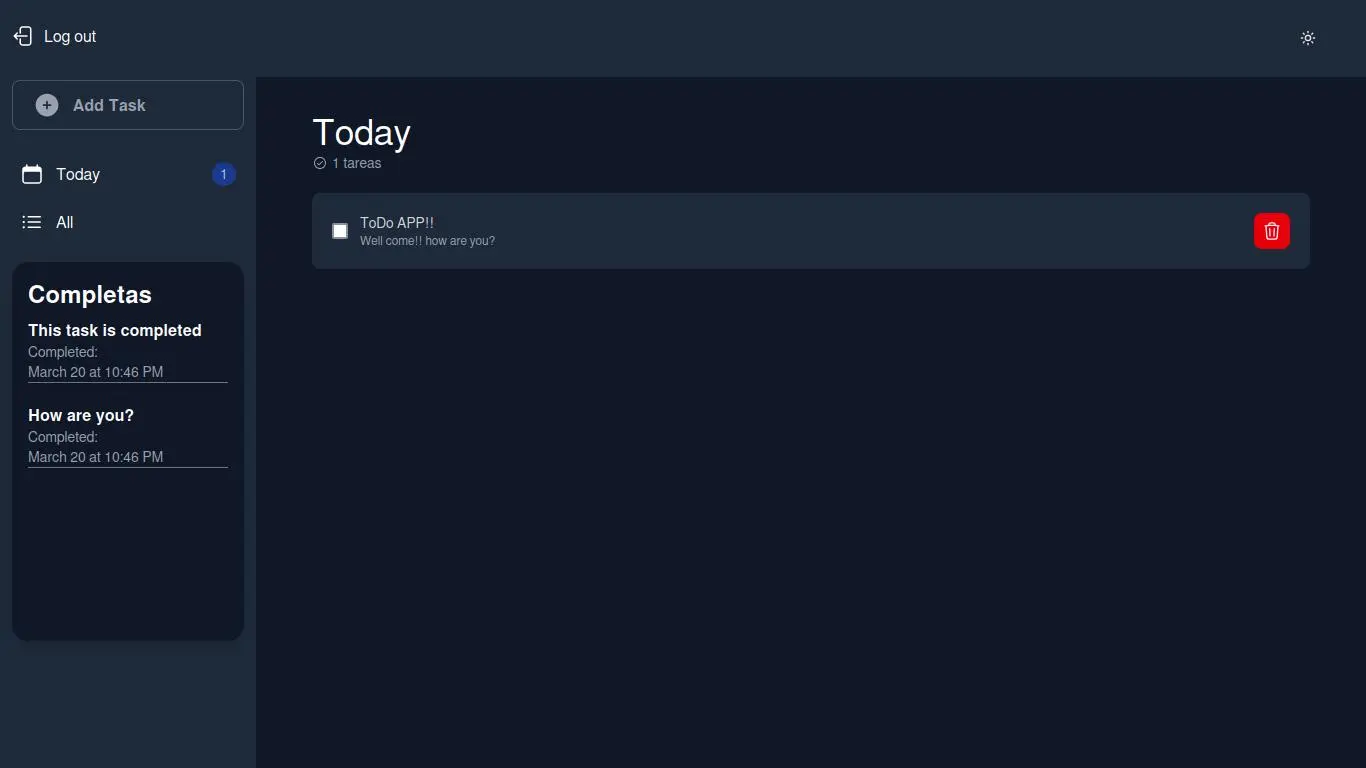 Log out
Add Task
Today
1
All
Completas
This task is completed
Completed:
March 20 at 10:46 PM
How are you?
Completed:
March 20 at 10:46 PM
Today
1 tareas
ToDo APP!!
Well come!! how are you?